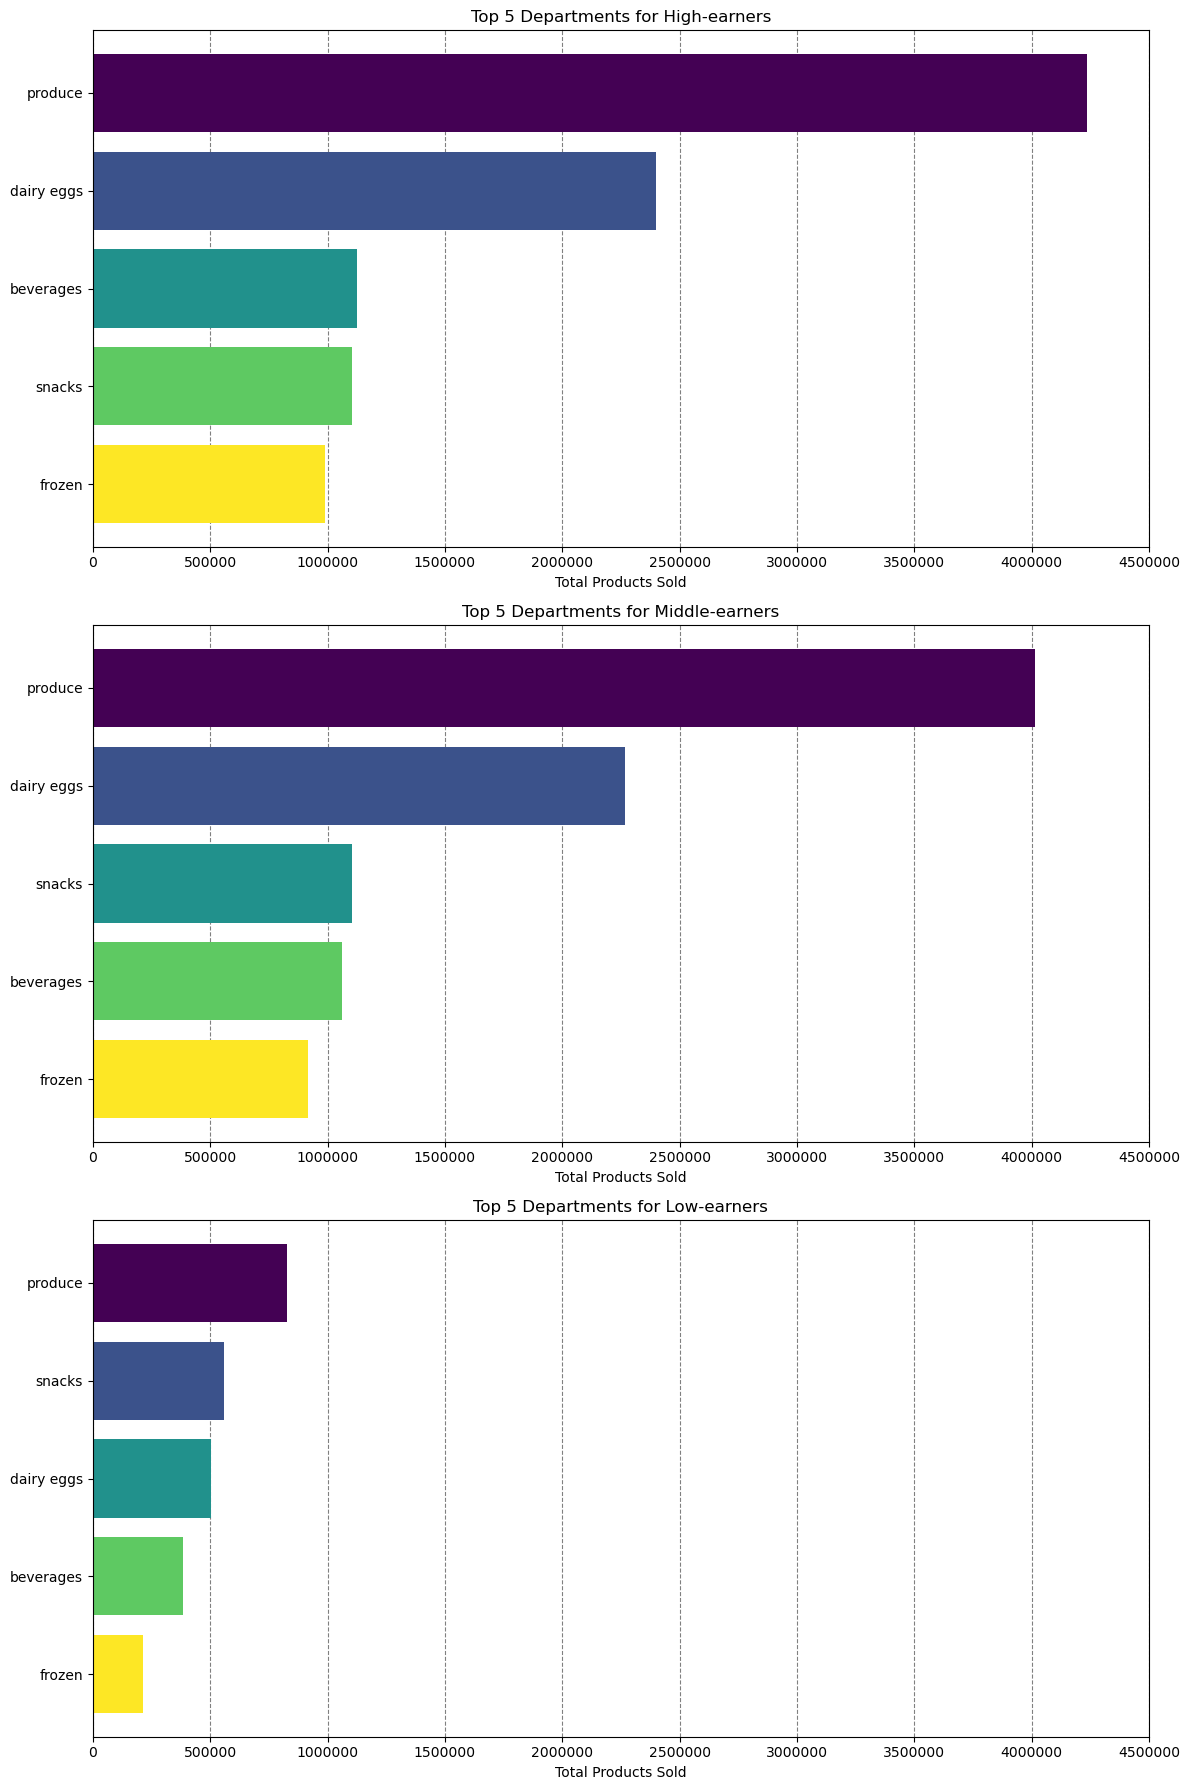 Top 5 Departments for High-earners
produce
dairy eggs
beverages
snacks
frozen
0 500000 1000000 1500000 2000000 2500000 3000000 3500000 4000000 4500000
Total Products Sold
Top 5 Departments for Middle-earners
produce
dairy eggs
snacks
beverages
frozen
0 500000 1000000 1500000 2000000 2500000 3000000 3500000 4000000 4500000
Total Products Sold
Top 5 Departments for Low-earners
produce
snacks
dairy eggs
beverages
frozen
0 500000 1000000 1500000 2000000 2500000 3000000 3500000 4000000 4500000
Total Products Sold